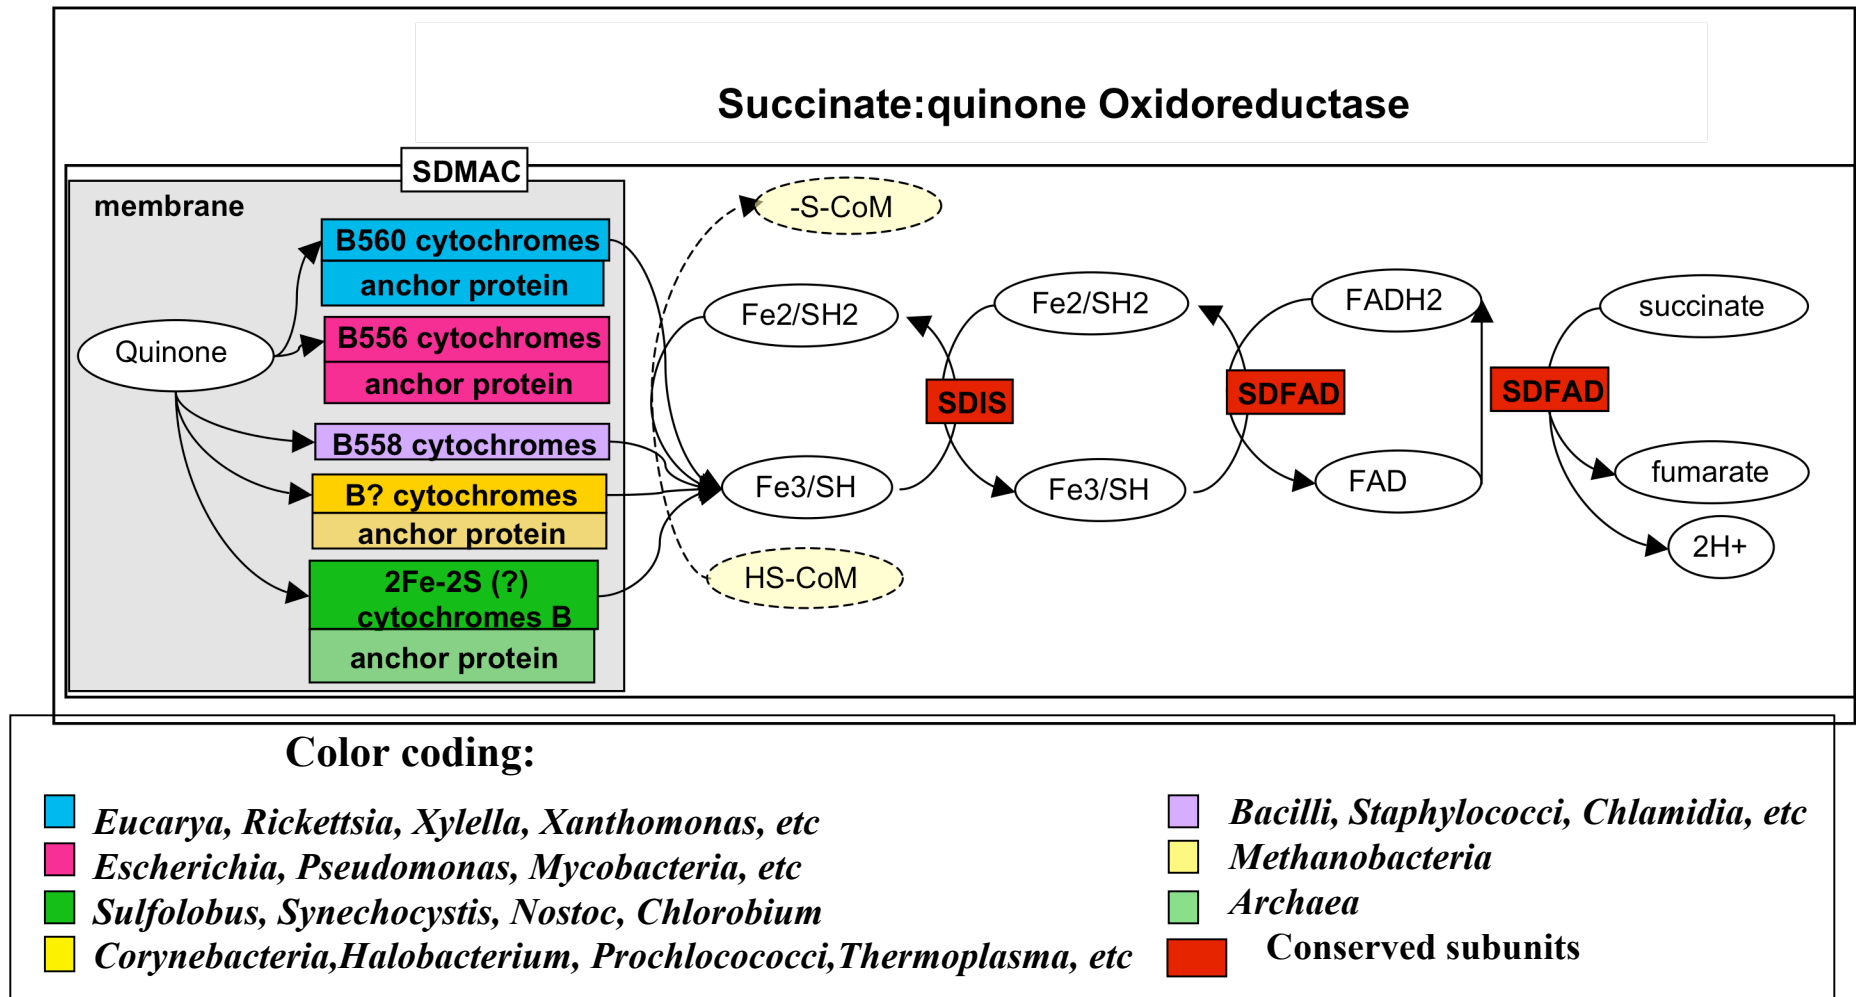 Succinate:quinone Oxidoreductase
SDMAC
membrane
B560 cytochromes
anchor protein
Quinone
B556 cytochromes
anchor protein
B558 cytochromes
B? cytochromes
anchor protein
2Fe-2S (?)
cytochromes B
anchor protein
-S-CoM
Fe2/SH2
Fe3/SH
HS-CoM
SDIS
Fe2/SH2
Fe3/SH
SDFAD
FADH2
FAD
SDFAD
succinate
fumarate
2H+
Color coding:
Eucarya, Rickettsia, Xylella, Xanthomonas, etc
Escherichia, Pseudomonas, Mycobacteria, etc
Sulfolobus, Synechocystis, Nostoc, Chlorobium
Corynebacteria,Halobacterium, Prochlocococci,Thermoplasma, etc
Bacilli, Staphylococci, Chlamidia, etc
Methanobacteria
Archaea
Conserved subunits